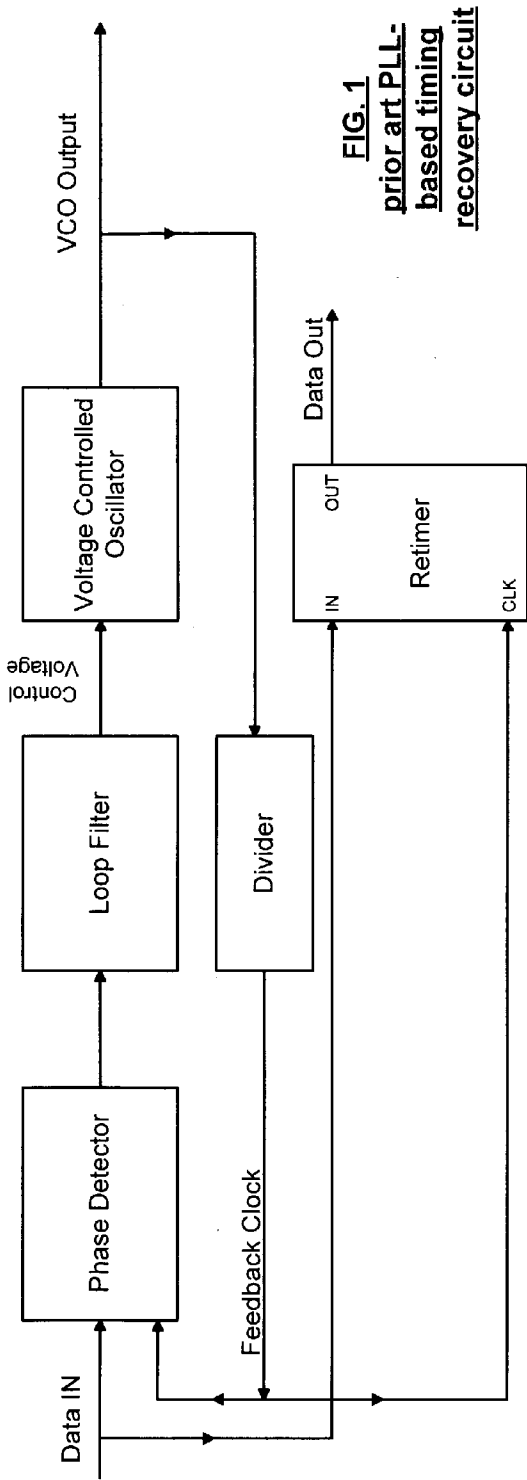 Data IN
Phase Detector
Loop Filter
Control
Voltage
Voltage Controlled
Oscillator
VCO Output
Feedback Clock
Divider
IN
OUT
Retimer
CLK
Data Out
FIG. 1
prior art PLL-
based timing
recovery circuit